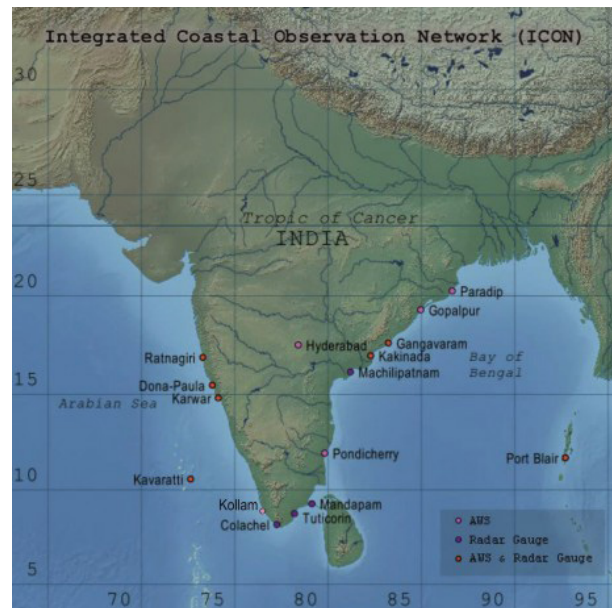 Integrated Coastal Observation Network (ICON)
30
25
Tropic of Cancer
INDIA
20
Paradip
Gopalpur
Hyderabad
Gangavaram
Kakinada
Ratnagiri
Bay of
Bengal
Machilipatnam
Dona-Paula
15
Karwar
Arabian Sea
Pondicherry
Port Blair
Kavaratti
10
Kollam
Mandapam
Tuticorin
Colachel
AWS
Radar Gauge
AWS & Radar Gauge
5
70 75 80 85 90 95